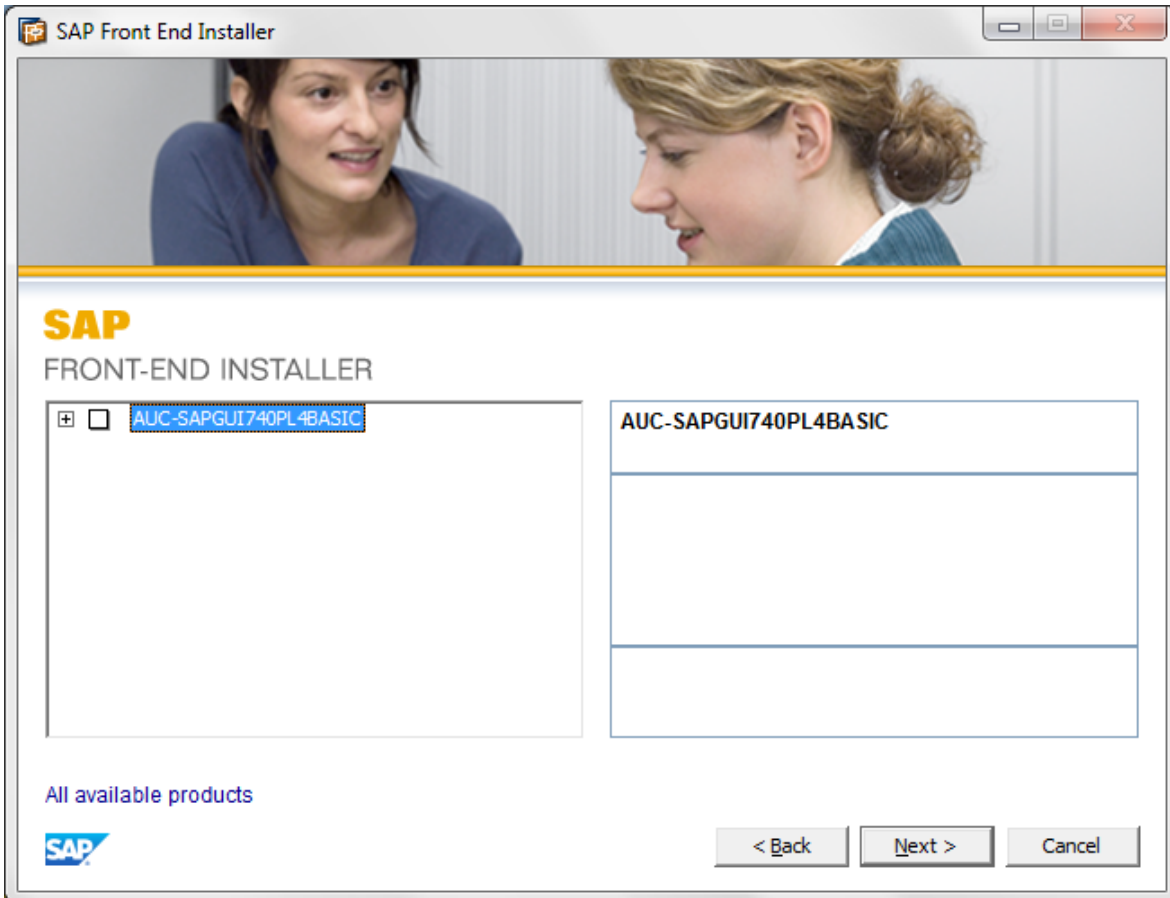 SAP Front End Installer
SAP
FRONT-END INSTALLER
AUC-SAPGUI740PL4BASIC
AUC-SAPGUI740PL4BASIC
All available products
SAP
< Back
Next >
Cancel